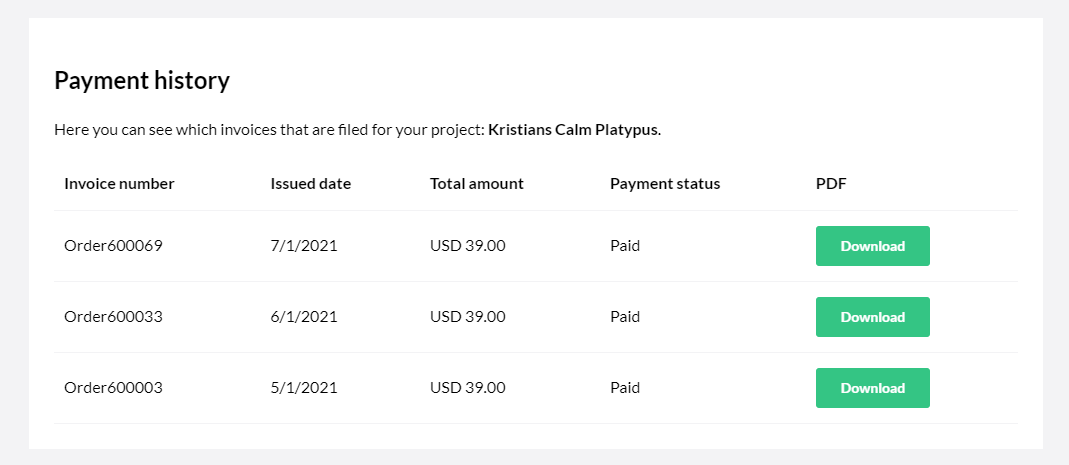 Payment history
Here you can see which invoices that are filed for your project: Kristians Calm Platypus.
Invoice number Issued date Total amount Payment status PDF
Order600069 7/1/2021 USD 39.00 Paid Download
Order600033 6/1/2021 USD 39.00 Paid Download
Order600003 5/1/2021 USD 39.00 Paid Download